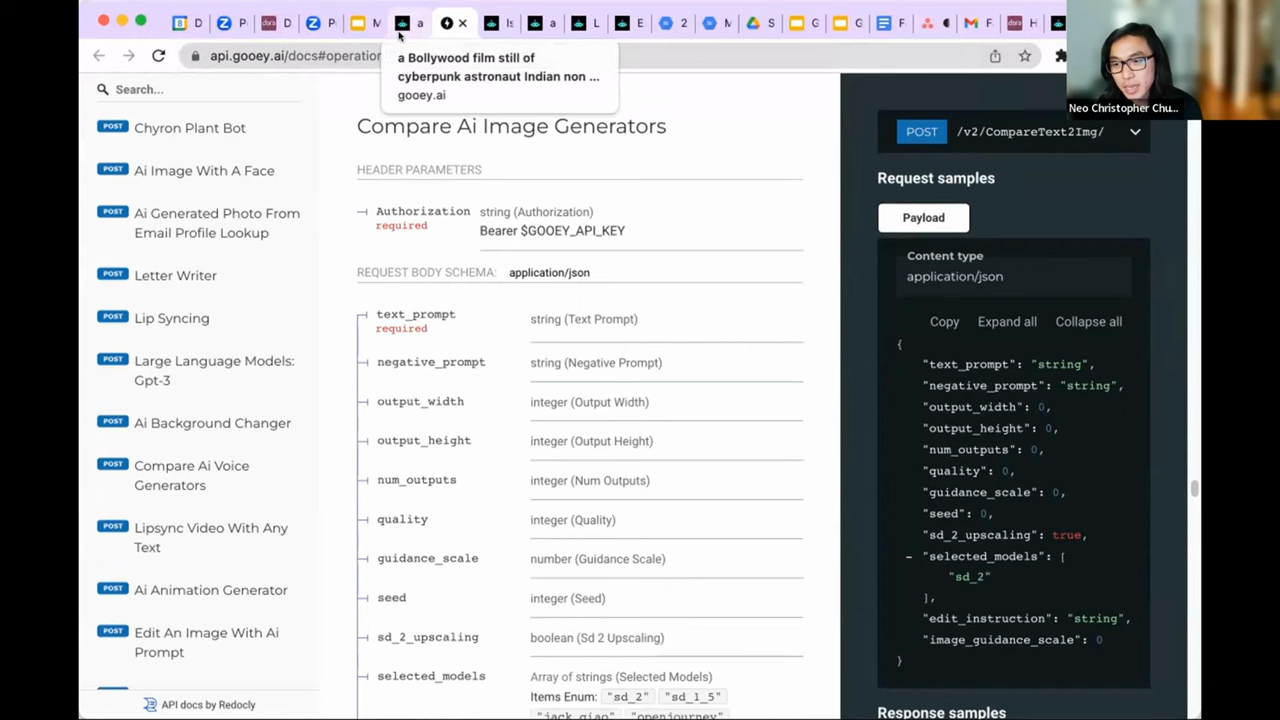 D
P
D
P
M
a
Is
a
L
E
2
M
S
G
G
F
F
H
api.gooey.ai/docs#operation
a Bollywood film still of
cyberpunk astronaut Indian non ...
gooey.ai
Neo Christopher Chu...
Search...
POST Chyron Plant Bot
POST Ai Image With A Face
POST Ai Generated Photo From
Email Profile Lookup
POST Letter Writer
POST Lip Syncing
POST Large Language Models:
Gpt-3
POST Ai Background Changer
POST Compare Ai Voice
Generators
POST Lipsync Video With Any
Text
POST Ai Animation Generator
POST Edit An Image With Ai
Prompt
API docs by Redocly
Compare Ai Image Generators
HEADER PARAMETERS
Authorization string (Authorization)
required Bearer $GOOEY_API_KEY
REQUEST BODY SCHEMA: application/json
text_prompt string (Text Prompt)
required
negative_prompt string (Negative Prompt)
output_width integer (Output Width)
output_height integer (Output Height)
num_outputs integer (Num Outputs)
quality integer (Quality)
guidance_scale number (Guidance Scale)
seed integer (Seed)
sd_2_upscaling boolean (Sd 2 Upscaling)
selected_models Array of strings (Selected Models)
Items Enum: "sd_2" "sd_1_5"
"jack_qiao" "openjourney"
POST /v2/CompareText2Img/
Request samples
Payload
Content type
application/json
Copy Expand all Collapse all
{
"text_prompt": "string",
"negative_prompt": "string",
"output_width": 0,
"output_height": 0,
"num_outputs": 0,
"quality": 0,
"guidance_scale": 0,
"seed": 0,
"sd_2_upscaling": true,
- "selected_models": [
"sd_2"
],
"edit_instruction": "string",
"image_guidance_scale": 0
}
Response samples